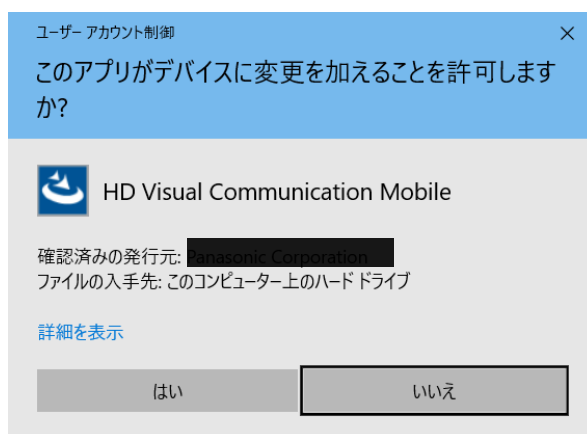 ユーザー アカウント制御
このアプリがデバイスに変更を加えることを許可します
か?
HD Visual Communication Mobile
確認済みの発行元: Panasonic Corporation
ファイルの入手先: このコンピューター上のハード ドライブ
詳細を表示
はい
いいえ